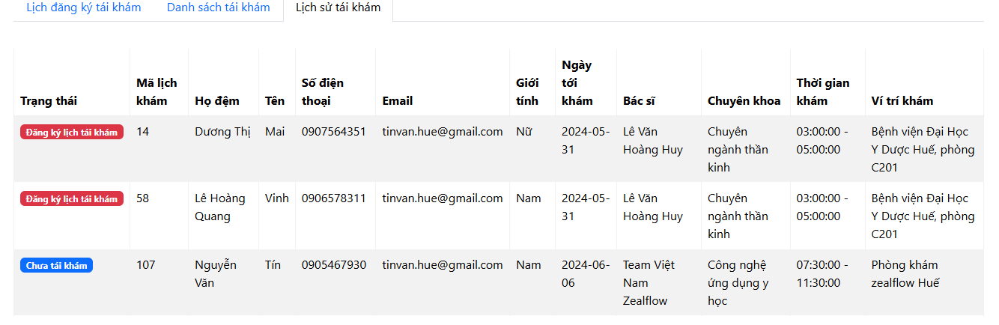 Lịch đăng ký tái khám Danh sách tái khám Lịch sử tái khám
Trạng thái
Mã lịch
khám
Họ đệm
Tên
Số điện
thoại
Email
Giới
tính
Ngày
tới
khám
Bác sĩ
Chuyên khoa
Thời gian
khám
Ví trí khám
Đăng ký lịch tái khám
14
Dương Thị
Mai
0907564351
tinvan.hue@gmail.com
Nữ
2024-05-
31
Lê Văn
Hoàng Huy
Chuyên
ngành thần
kinh
03:00:00 -
05:00:00
Bệnh viện Đại Học
Y Dược Huế, phòng
C201
Đăng ký lịch tái khám
58
Lê Hoàng
Quang
Vinh
0906578311
tinvan.hue@gmail.com
Nam
2024-05-
31
Lê Văn
Hoàng Huy
Chuyên
ngành thần
kinh
03:00:00 -
05:00:00
Bệnh viện Đại Học
Y Dược Huế, phòng
C201
Chưa tái khám
107
Nguyễn
Văn
Tín
0905467930
tinvan.hue@gmail.com
Nam
2024-06-
06
Team Việt
Nam
Zealflow
Công nghệ
ứng dụng y
học
07:30:00 -
11:30:00
Phòng khám
zealflow Huế